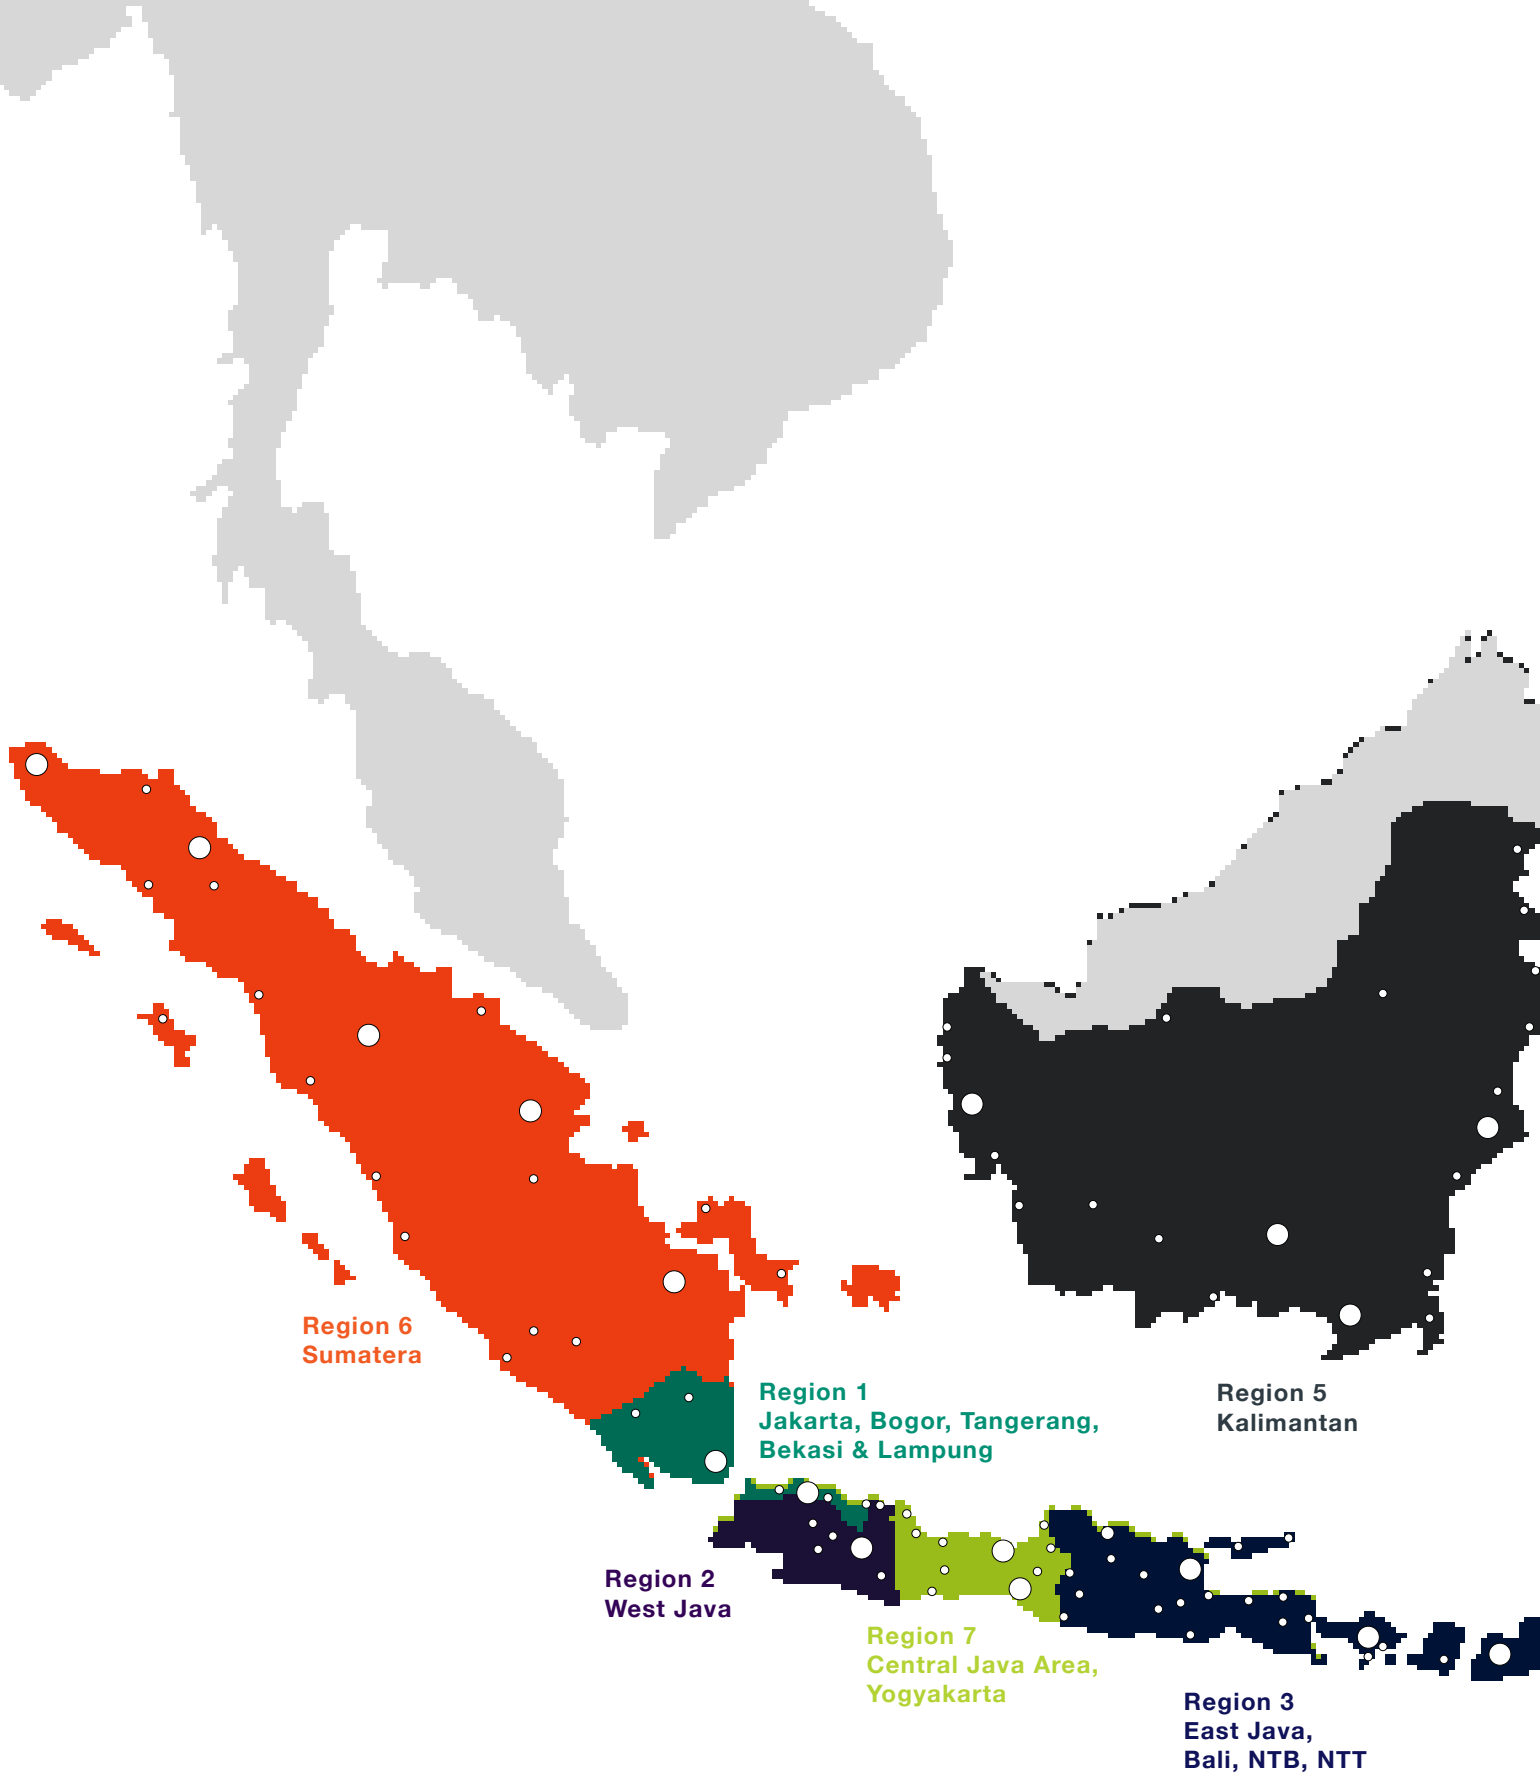 Region 6
Sumatera
Region 1
Jakarta, Bogor, Tangerang,
Bekasi & Lampung
Region 5
Kalimantan
Region 2
West Java
Region 7
Central Java Area,
Yogyakarta
Region 3
East Java,
Bali, NTB, NTT